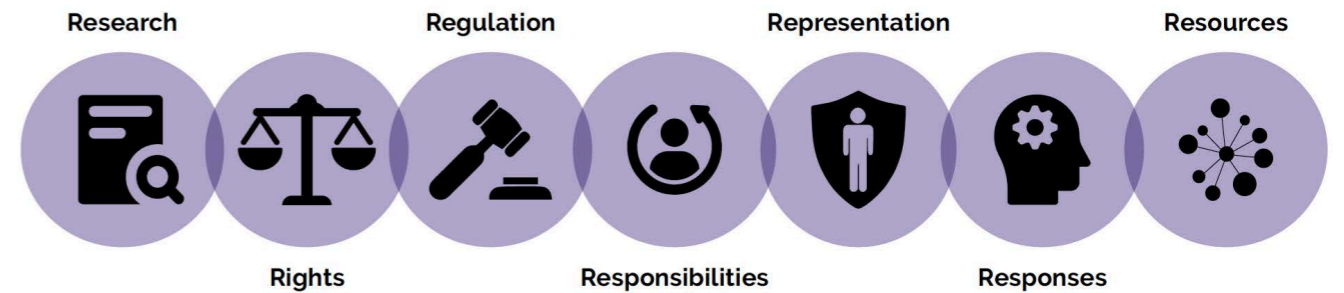 Research
Regulation
Representation
Resources
Rights
Responsibilities
Responses